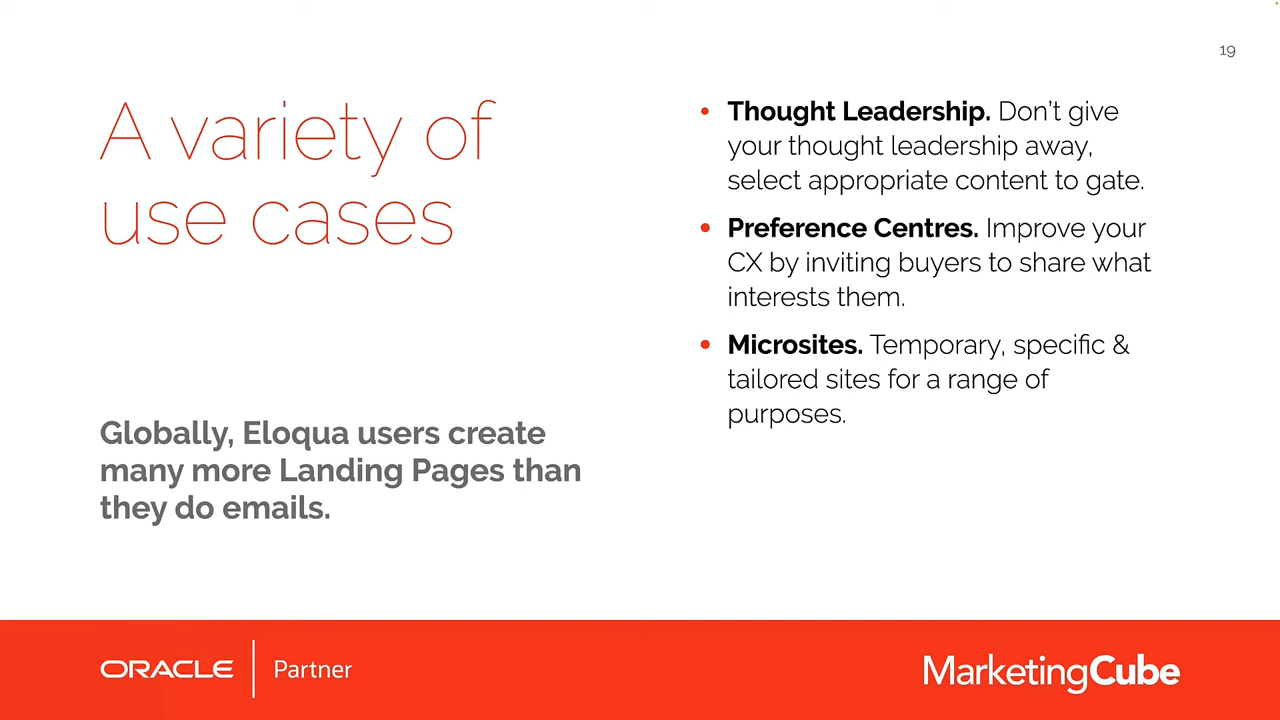 19
A variety of
use cases
Globally, Eloqua users create
many more Landing Pages than
they do emails.
• Thought Leadership. Don’t give
your thought leadership away,
select appropriate content to gate.
• Preference Centres. Improve your
CX by inviting buyers to share what
interests them.
• Microsites. Temporary, specific &
tailored sites for a range of
purposes.
ORACLE | Partner
MarketingCube